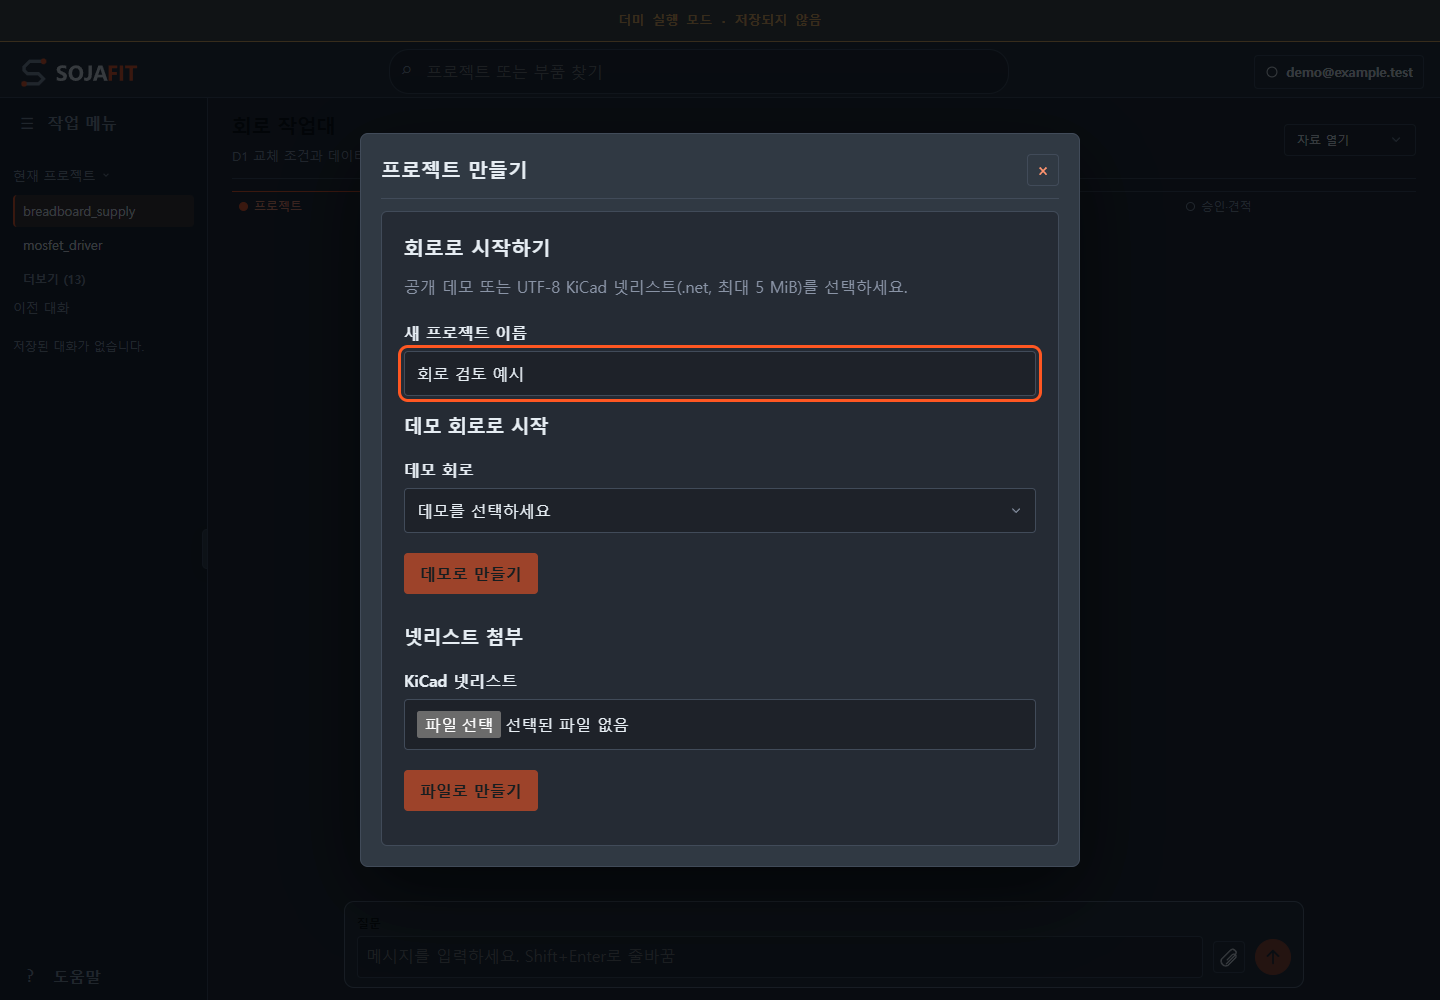 더미 실행 모드 · 저장되지 않음
SOJAFIT
프로젝트 또는 부품 찾기
demo@example.test
작업 메뉴
회로 작업대
D1 교체 조건과 데이터
자료 열기
현재 프로젝트
breadboard_supply
mosfet_driver
더보기 (13)
이전 대화
저장된 대화가 없습니다.
프로젝트
승인·견적
프로젝트 만들기
×
회로로 시작하기
공개 데모 또는 UTF-8 KiCad 넷리스트(.net, 최대 5 MiB)를 선택하세요.
새 프로젝트 이름
회로 검토 예시
데모 회로로 시작
데모 회로
데모를 선택하세요
데모로 만들기
넷리스트 첨부
KiCad 넷리스트
파일 선택 선택된 파일 없음
파일로 만들기
질문
메시지를 입력하세요. Shift+Enter로 줄바꿈
? 도움말